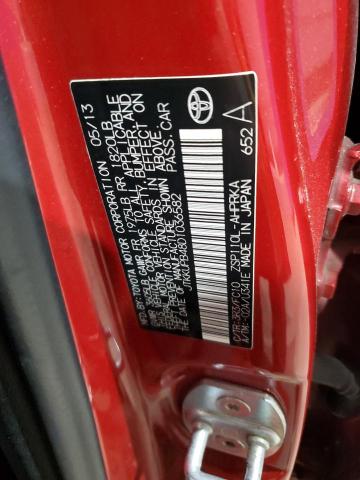 MFD.BY:TOYOTA MOTOR CORPORATION 05/13
GVWR 3645LB GAWR FR 1975LB RR 1820LB
THIS VEHICLE CONFORMS TO ALL APPLICABLE
FEDERAL MOTOR VEHICLE SAFETY, BUMPER, AND
THEFT PREVENTION STANDARDS IN EFFECT ON
THE DATE OF MANUFACTURE SHOWN ABOVE.
PASS.CAR
A
652
C/TR:3R3/FC10 ZSP110L-AHPRKA
A/TM:-02A/U341E MADE IN JAPAN